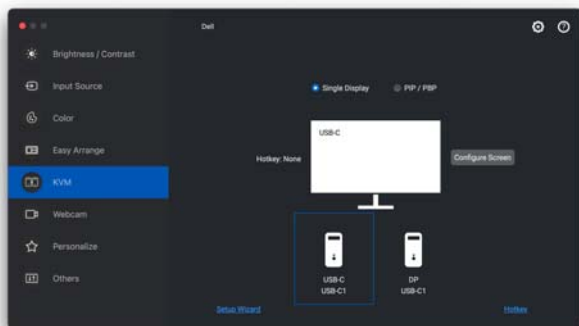 Dell
Brightness / Contrast
Input Source
Color
Easy Arrange
KVM
Webcam
Personalize
Others
Single Display
PIP / PBP
USB-C
Hotkey: None
Configure Screen
USB-C
USB-C1
DP
USB-C1
Setup Wizard
Hotkey